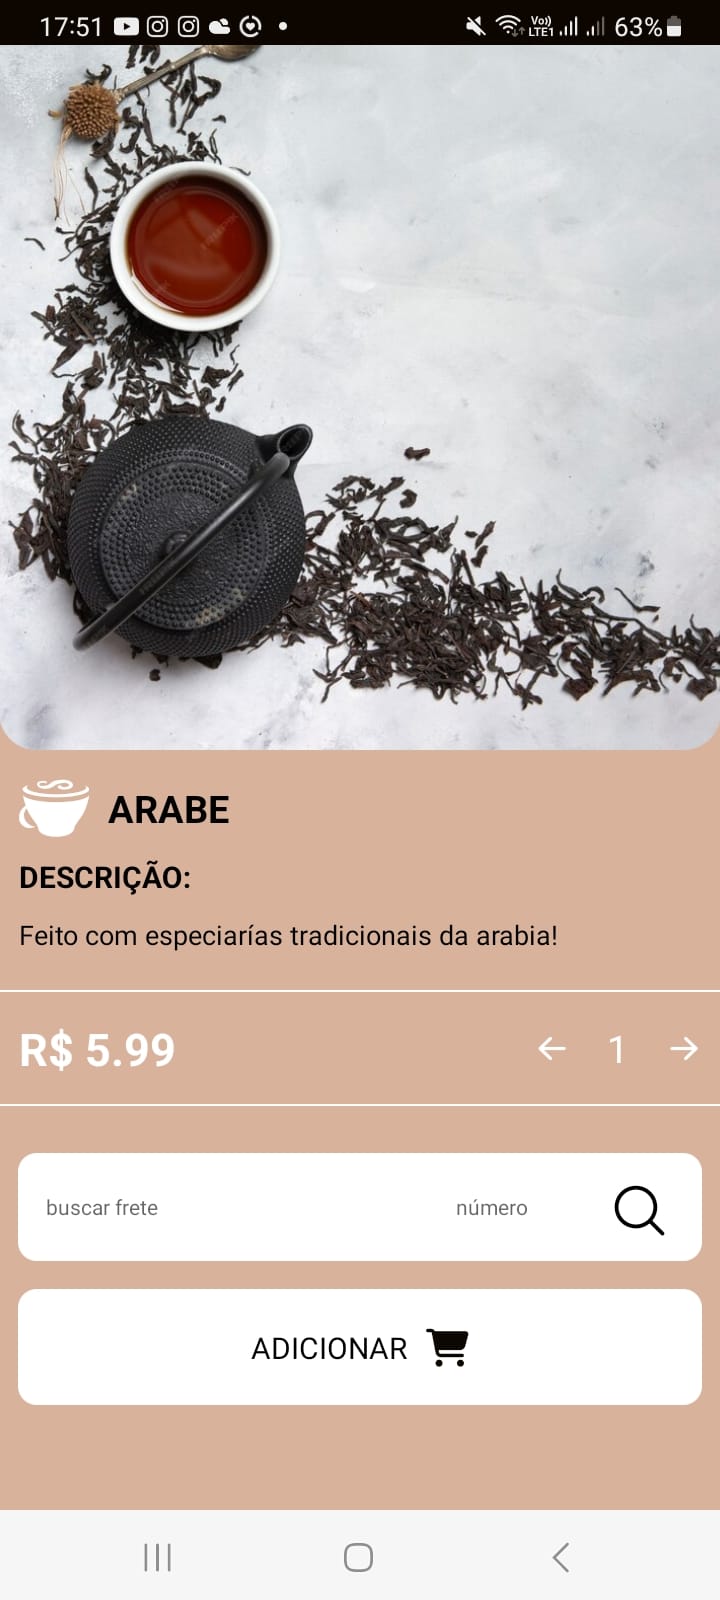 17:51
Vo))
LTE1
63%
ARABE
DESCRIÇÃO:
Feito com especiarías tradicionais da arabia!
R$ 5.99
1
buscar frete
número
ADICIONAR